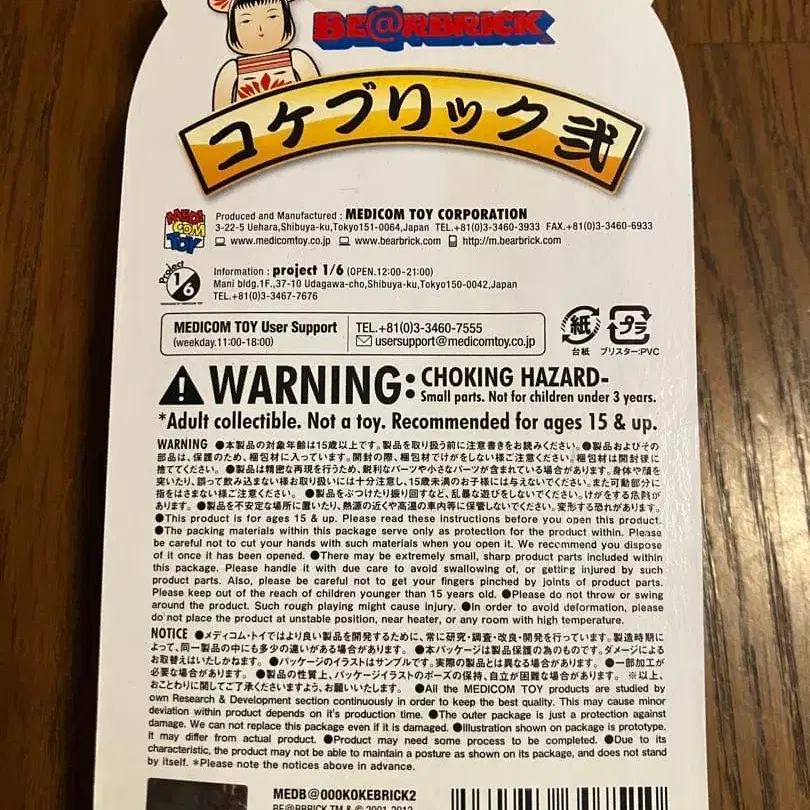 BE@RBRICK
コケブリック 弐
MEDI COM TOY
Produced and Manufactured : MEDICOM TOY CORPORATION
3-22-5 Uehara,Shibuya-ku,Tokyo151-0064,Japan TEL.+81(0)3-3460-3933 FAX.+81(0)3-3460-6933
www.medicomtoy.co.jp www.bearbrick.com http://m.bearbrick.com
Project 1/6
Information : project 1/6 (OPEN.12:00-21:00)
Mani bldg.1F.,37-10 Udagawa-cho,Shibuya-ku,Tokyo150-0042,Japan
TEL.+81(0)3-3467-7676
MEDICOM TOY User Support
(weekday.11:00-18:00)
TEL.+81(0)3-3460-7555
usersupport@medicomtoy.co.jp
紙
台紙
プラ
ブリスター:PVC
WARNING: CHOKING HAZARD-
Small parts. Not for children under 3 years.
*Adult collectible. Not a toy. Recommended for ages 15 & up.
WARNING ●本製品の対象年齢は15歳以上です。製品を取り扱う前に注意書きをお読みください。●製品およびその
部品は、保護のため、梱包材に入っています。開封の際、梱包材でけがをしない様ご注意ください。梱包材は開封後に
捨ててください。●製品は精密な再現を行うため、鋭利なパーツや小さなパーツが含まれている場合があります。身体や顔を
突いたり、誤って飲み込まない様お取り扱いには十分注意し、15歳未満のお子様には与えないでください。また可動部分に
指をはさまない様ご注意ください。 ●製品をぶつけたり振り回すなど、乱暴な遊びをしないでください。けがをする危険が
あります。 ●製品を不安定な場所に置いたり、熱源の近くや高温の車内等に保管しないでください。変形する恐れがあります。
●This product is for ages 15 & up. Please read these instructions before you open this product.
●The packing materials within this package serve only as protection for the product within. Please
be careful not to cut your hands with such materials when you open it. We recommend you dispose
of it once it has been opened. ●There may be extremely small, sharp product parts included within
this package. Please handle it with due care to avoid swallowing of, or getting injured by such
product parts. Also, please be careful not to get your fingers pinched by joints of product parts.
Please keep out of the reach of children younger than 15 years old. ●Please do not throw or swing
around the product. Such rough playing might cause injury. ●In order to avoid deformation, please
do not place the product at unstable position, near heater, or any room with high temperature.
NOTICE ●メディコム・トイではより良い製品を開発するために、常に研究・調査・改良・開発を行っています。製造時期に
よって、同一製品の中にも多少の違いがある場合があります。 ●本パッケージは製品保護の為のものです。ダメージによる
お取替えはいたしかねます。 ●パッケージのイラストはサンプルです。実際の製品とは異なる場合があります。 ●一部加工が
必要な場合があります。 ●製品の性質上、パッケージイラストのポーズの保持、自立が困難な場合があります。 ※以上、
おことわりに関してご了承くださいますよう、お願いいたします。 ●All the MEDICOM TOY products are studied by
own Research & Development section continuously in order to keep the best quality. This may cause minor
deviation within product depends on it's production time. ●The outer package is just a protection against
damage. We can not replace this package even if it is damaged. ●Illustration shown on package is prototype.
It may differ from actual product. ●Product may need some process to be completed. ●Due to its
characteristic, the product may not be able to maintain a posture as shown on its package, and does not stand
by itself. *Please note the notices above in advance.
MEDB@000KOKEBRICK2
BE@RBRICK TM & © 2001-2012